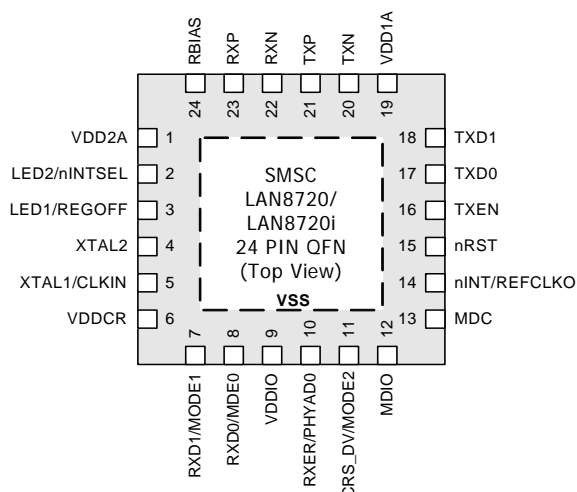 RBIAS
RXP
RXN
TXP
TXN
VDD1A
24
23
22
21
20
19
VDD2A 1
LED2/nINTSEL 2
LED1/REGOFF 3
XTAL2 4
XTAL1/CLKIN 5
VDDCR 6
SMSC
LAN8720/
LAN8720i
24 PIN QFN
(Top View)
VSS
18 TXD1
17 TXD0
16 TXEN
15 nRST
14 nINT/REFCLKO
13 MDC
7
8
9
10
11
12
RXD1/MODE1
RXD0/MDE0
VDDIO
RXER/PHYAD0
CRS_DV/MODE2
MDIO